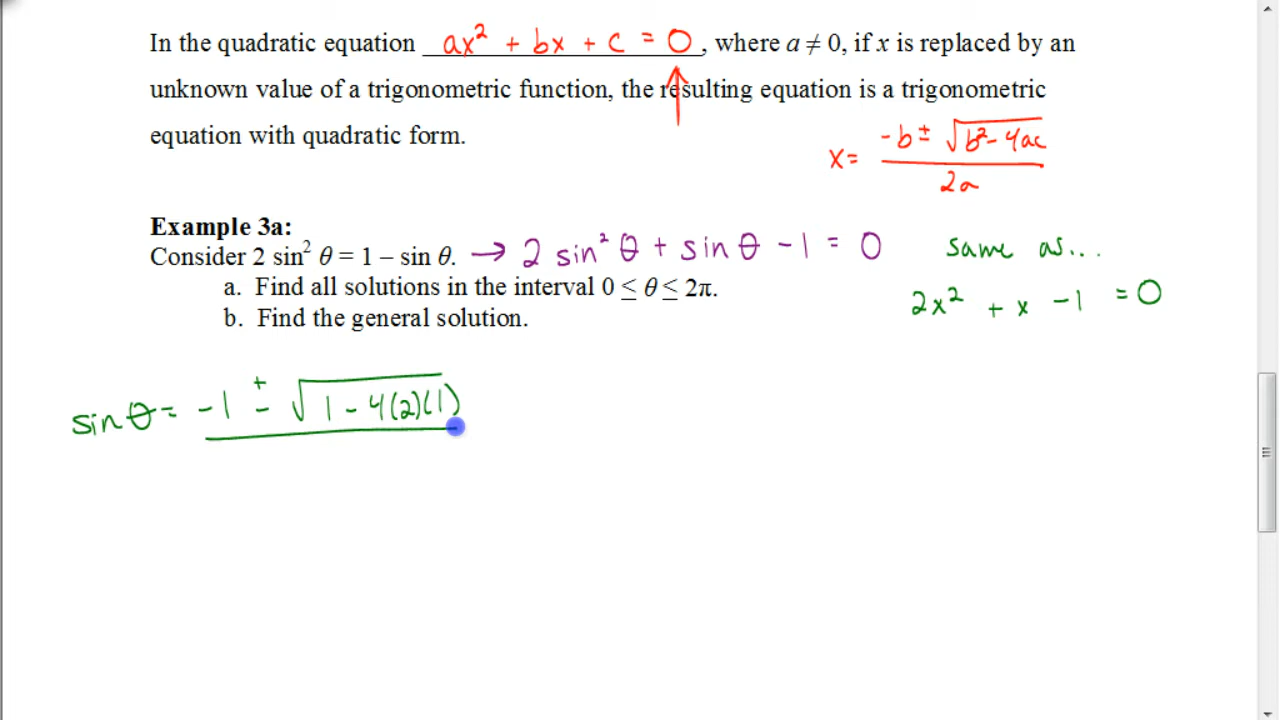 In the quadratic equation ax² + bx + c = 0, where a ≠ 0, if x is replaced by an
unknown value of a trigonometric function, the resulting equation is a trigonometric
equation with quadratic form.
x = -b ± √b² - 4ac / 2a
Example 3a:
Consider 2 sin² θ = 1 – sin θ. → 2 sin² θ + sin θ - 1 = 0 same as...
a. Find all solutions in the interval 0 ≤ θ ≤ 2π.
2x² + x - 1 = 0
b. Find the general solution.
sin θ = -1 ± √1 - 4(2)(1)